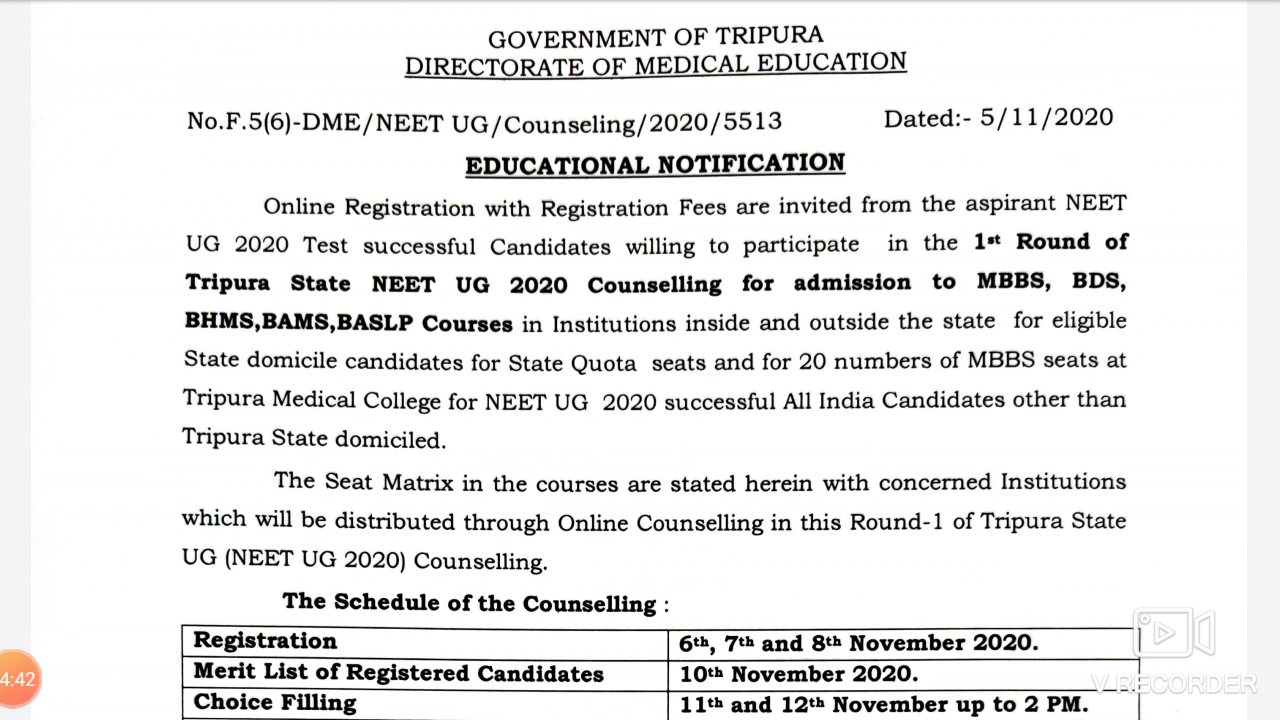 GOVERNMENT OF TRIPURA
DIRECTORATE OF MEDICAL EDUCATION
No.F.5(6)-DME/NEET UG/Counseling/2020/5513 Dated:- 5/11/2020
EDUCATIONAL NOTIFICATION
Online Registration with Registration Fees are invited from the aspirant NEET
UG 2020 Test successful Candidates willing to participate in the 1st Round of
Tripura State NEET UG 2020 Counselling for admission to MBBS, BDS,
BHMS,BAMS,BASLP Courses in Institutions inside and outside the state for eligible
State domicile candidates for State Quota seats and for 20 numbers of MBBS seats at
Tripura Medical College for NEET UG 2020 successful All India Candidates other than
Tripura State domiciled.
The Seat Matrix in the courses are stated herein with concerned Institutions
which will be distributed through Online Counselling in this Round-1 of Tripura State
UG (NEET UG 2020) Counselling.
The Schedule of the Counselling :
Registration 6th, 7th and 8th November 2020.
Merit List of Registered Candidates 10th November 2020.
Choice Filling 11th and 12th November up to 2 PM.
4:42
V RECORDER